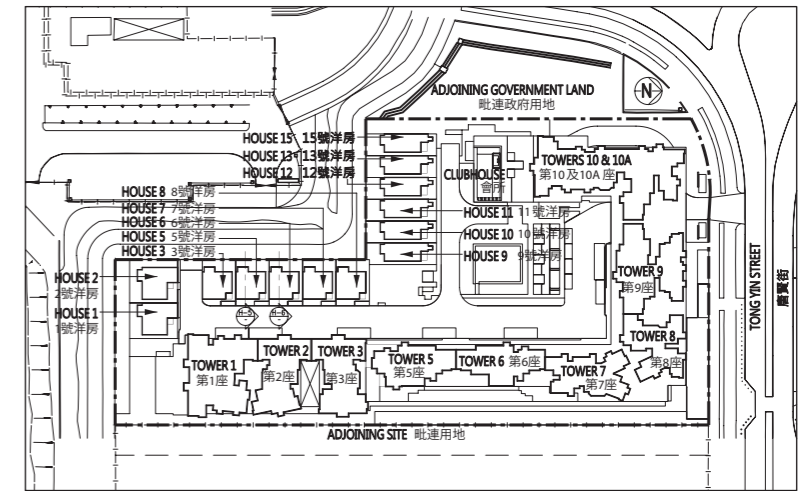 ADJOINING GOVERNMENT LAND
毗連政府用地
N
HOUSE 15 15號洋房
HOUSE 13 13號洋房
HOUSE 12 12號洋房
TOWERS 10 & 10A
第10及10A 座
CLUBHOUSE
會所
HOUSE 8 8號洋房
HOUSE 7 7號洋房
HOUSE 6 6號洋房
HOUSE 5 5號洋房
HOUSE 3 3號洋房
HOUSE 11 11號洋房
HOUSE 10 10號洋房
HOUSE 9 9號洋房
HOUSE 2
2號洋房
HOUSE 1
1號洋房
TOWER 9
第9座
TONG YIN STREET
唐賢街
H-5
H-6
TOWER 8
第8座
TOWER 1
第1座
TOWER 2
第2座
TOWER 3
第3座
TOWER 5
第5座
TOWER 6 第6座
TOWER 7
第7座
ADJOINING SITE 毗連用地